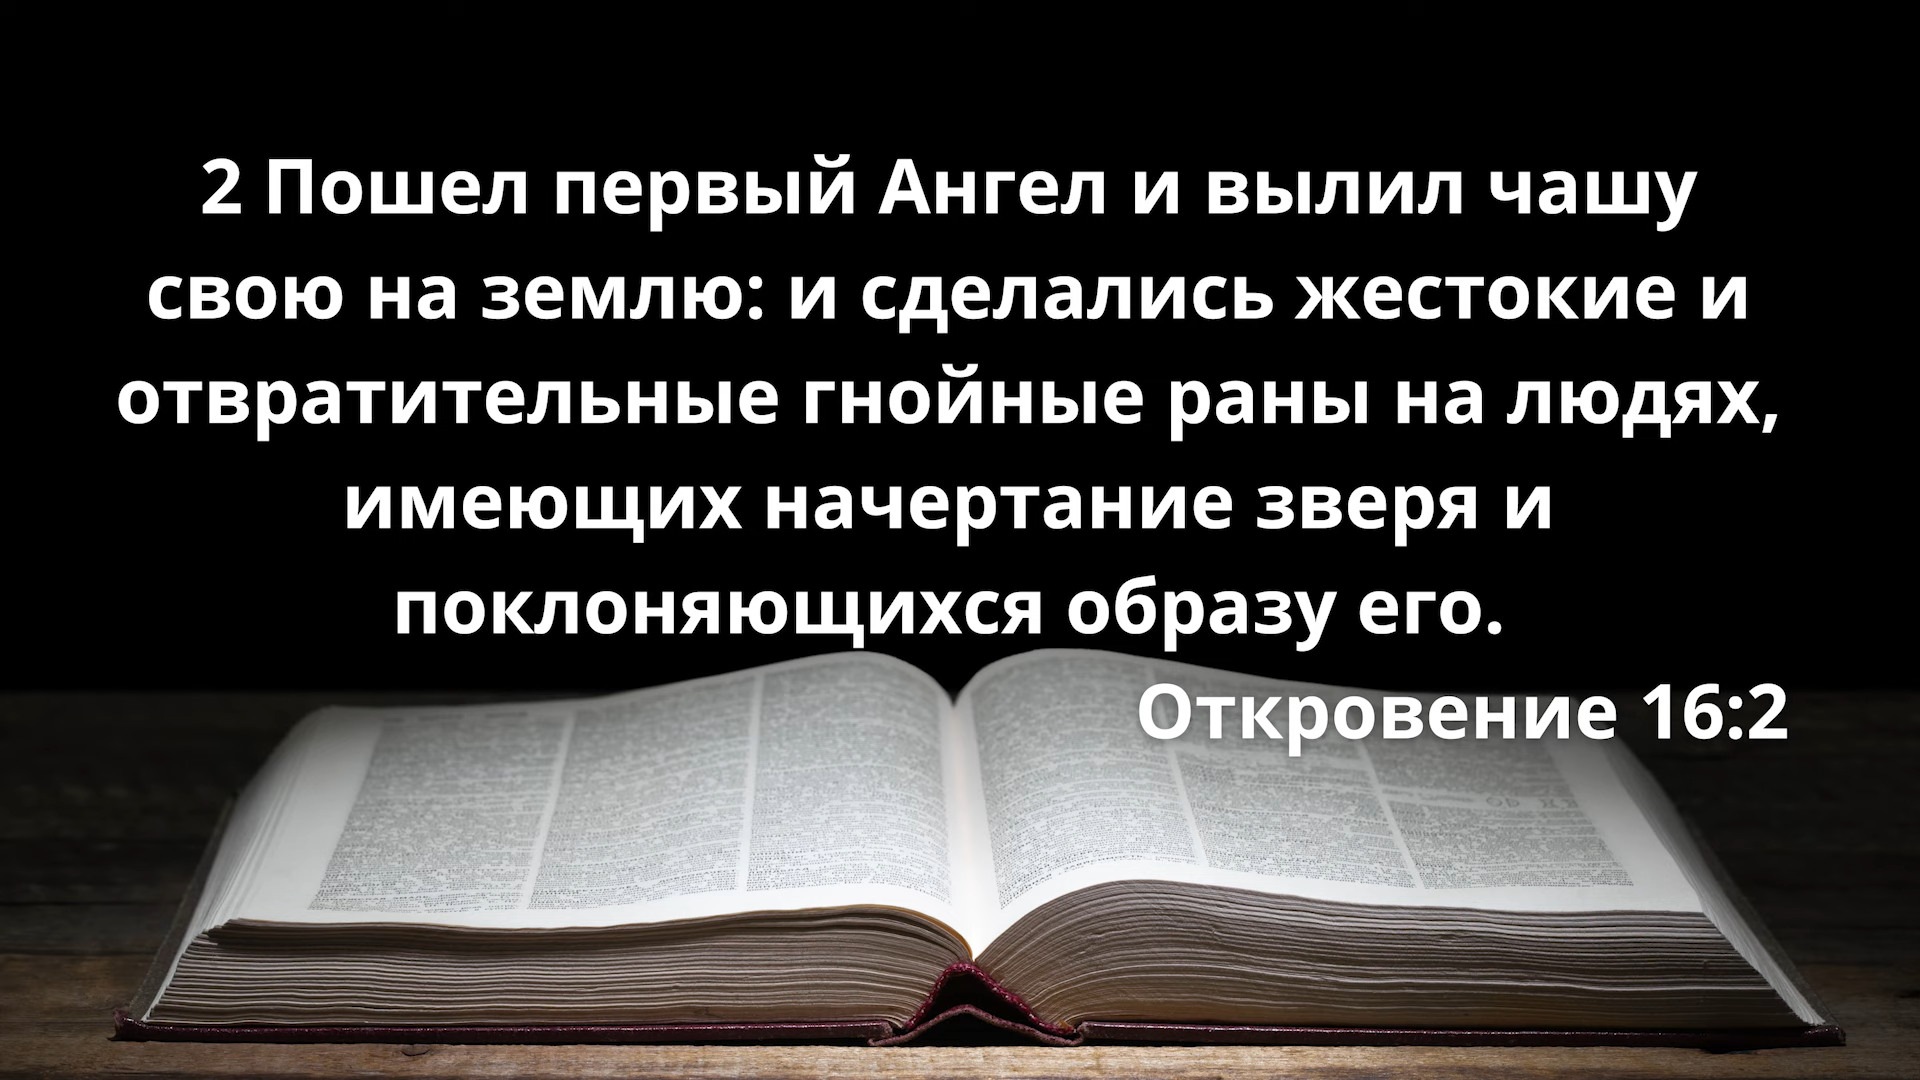 2 Пошел первый Ангел и вылил чашу
свою на землю: и сделались жестокие и
отвратительные гнойные раны на людях,
имеющих начертание зверя и
поклоняющихся образу его.
Откровение 16:2